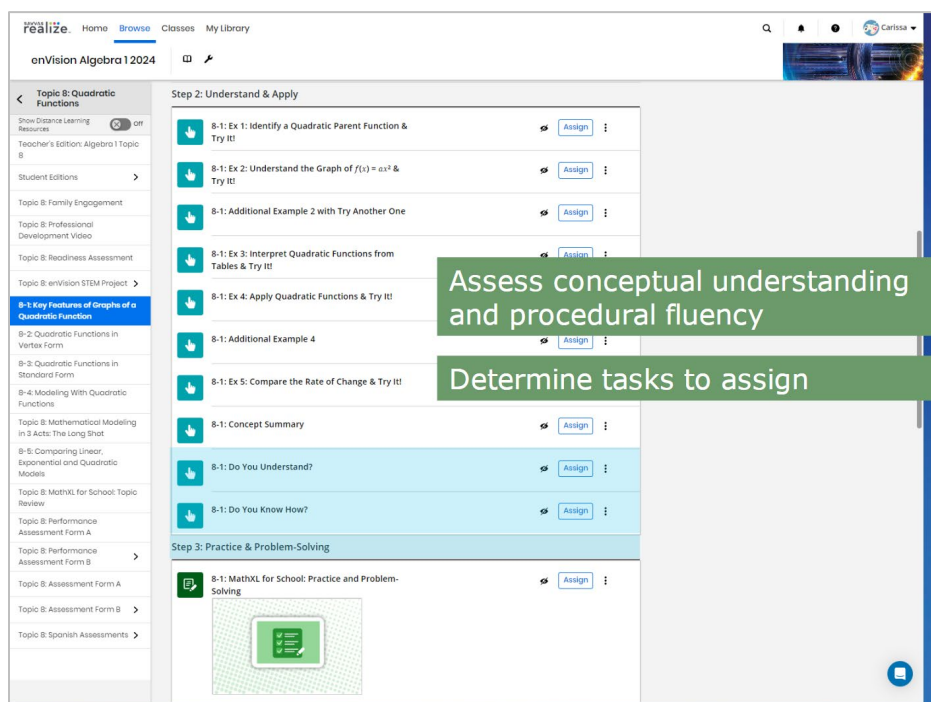 savvas
realize. Home Browse Classes My Library Carissa
enVision Algebra 1 2024
Topic 8: Quadratic
Functions
Show Distance Learning
Resources
Off
Teacher's Edition: Algebra 1 Topic
8
Student Editions
Topic 8: Family Engagement
Topic 8: Professional
Development Video
Topic 8: Readiness Assessment
Topic 8: enVision STEM Project
8-1: Key Features of Graphs of a
Quadratic Function
8-2: Quadratic Functions in
Vertex Form
8-3: Quadratic Functions in
Standard Form
8-4: Modeling With Quadratic
Functions
Topic 8: Mathematical Modeling
in 3 Acts: The Long Shot
8-5: Comparing Linear,
Exponential and Quadratic
Models
Topic 8: MathXL for School: Topic
Review
Topic 8: Performance
Assessment Form A
Topic 8: Performance
Assessment Form B
Topic 8: Assessment Form A
Topic 8: Assessment Form B
Topic 8: Spanish Assessments
Step 2: Understand & Apply
8-1: Ex 1: Identify a Quadratic Parent Function &
Try It!
Assign
8-1: Ex 2: Understand the Graph of f(x) = ax² &
Try It!
Assign
8-1: Additional Example 2 with Try Another One
Assign
8-1: Ex 3: Interpret Quadratic Functions from
Tables & Try It!
Assign
8-1: Ex 4: Apply Quadratic Functions & Try It!
8-1: Additional Example 4
Assign
8-1: Ex 5: Compare the Rate of Change & Try It!
8-1: Concept Summary
Assign
8-1: Do You Understand?
Assign
8-1: Do You Know How?
Assign
Step 3: Practice & Problem-Solving
8-1: MathXL for School: Practice and Problem-
Solving
Assign
Assess conceptual understanding
and procedural fluency
Determine tasks to assign